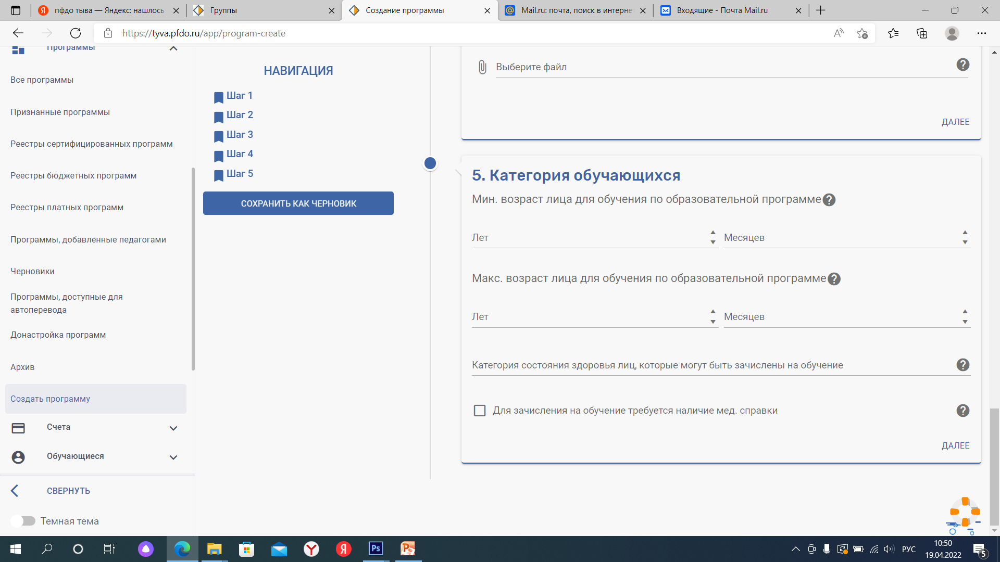 пфдо тыва — Яндекс: нашлось
Группы
Создание программы
Mail.ru: почта, поиск в интерне
Входящие - Почта Mail.ru
https://tyva.pfdo.ru/app/program-create
Программы
Все программы
Признанные программы
Реестры сертифицированных программ
Реестры бюджетных программ
Реестры платных программ
Программы, добавленные педагогами
Черновики
Программы, доступные для
автоперевода
Донастройка программ
Архив
Создать программу
Счета
Обучающиеся
СВЕРНУТЬ
Темная тема
НАВИГАЦИЯ
Шаг 1
Шаг 2
Шаг 3
Шаг 4
Шаг 5
СОХРАНИТЬ КАК ЧЕРНОВИК
Выберите файл
ДАЛЕЕ
5. Категория обучающихся
Мин. возраст лица для обучения по образовательной программе
Лет
Месяцев
Макс. возраст лица для обучения по образовательной программе
Лет
Месяцев
Категория состояния здоровья лиц, которые могут быть зачислены на обучение
Для зачисления на обучение требуется наличие мед. справки
ДАЛЕЕ
РУС
10:50
19.04.2022
5